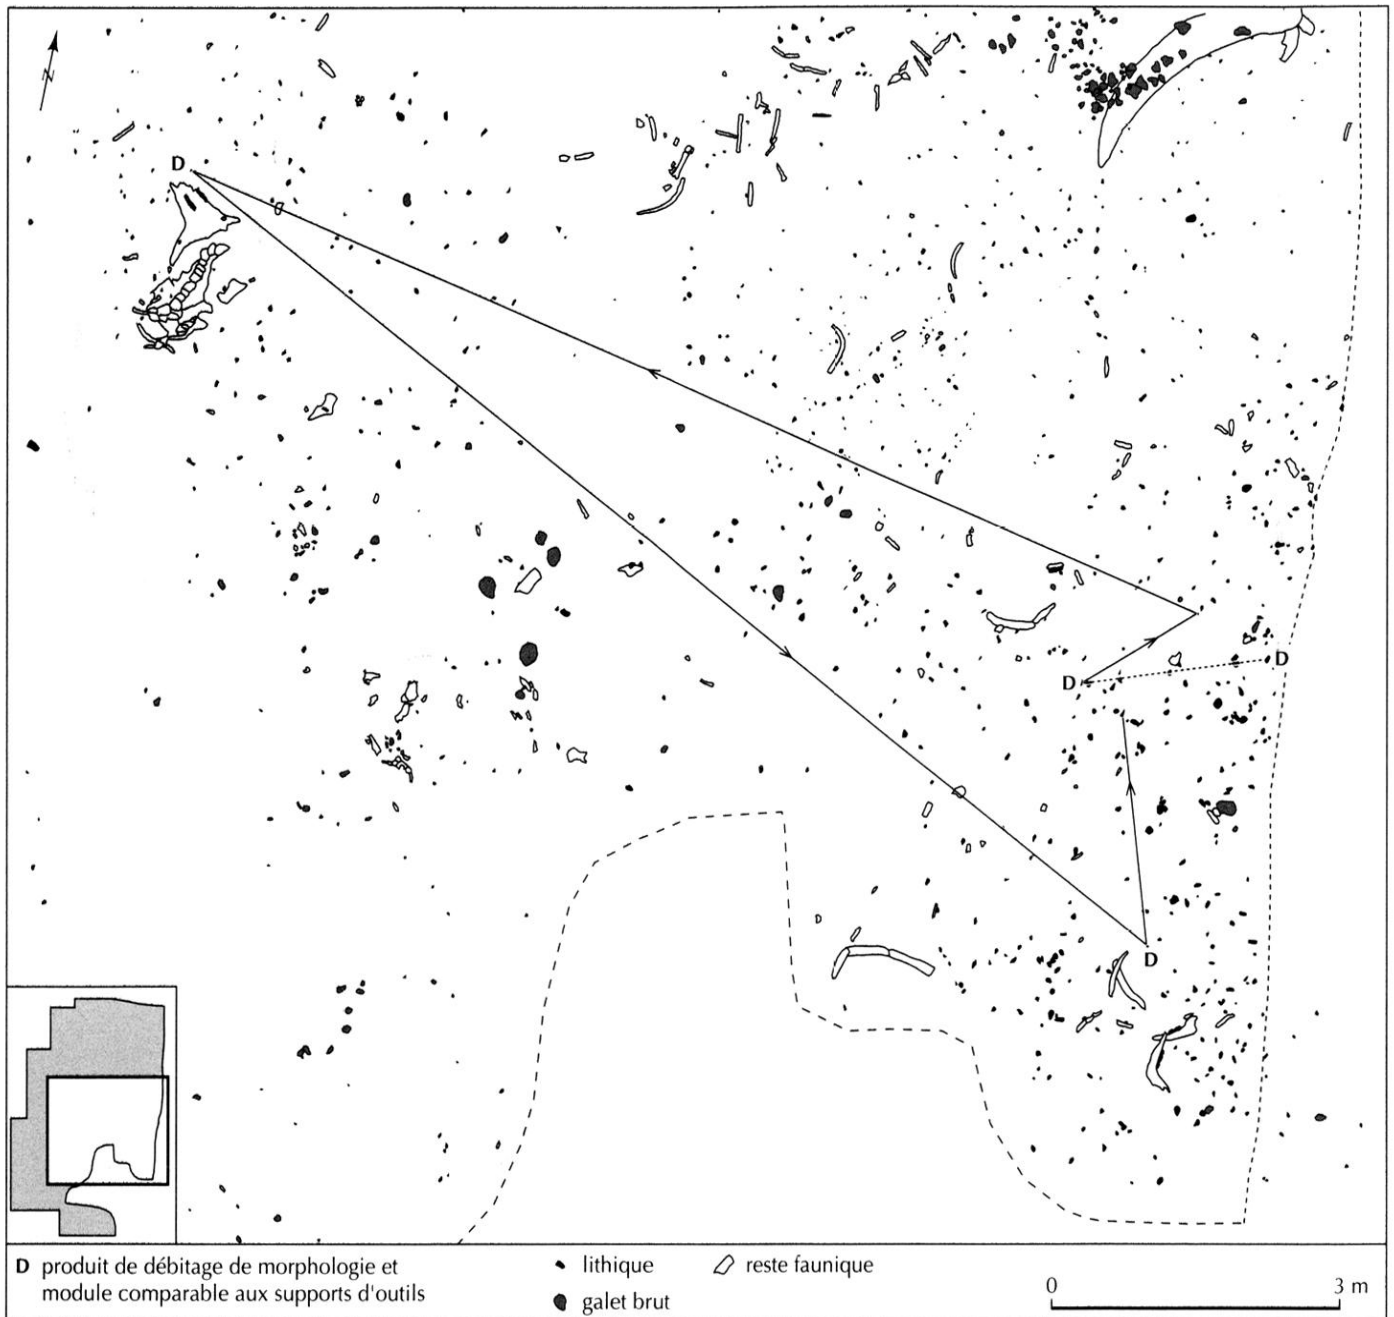 N
D
D
D
D
D produit de débitage de morphologie et
module comparable aux supports d'outils
lithique
galet brut
reste faunique
0 3 m